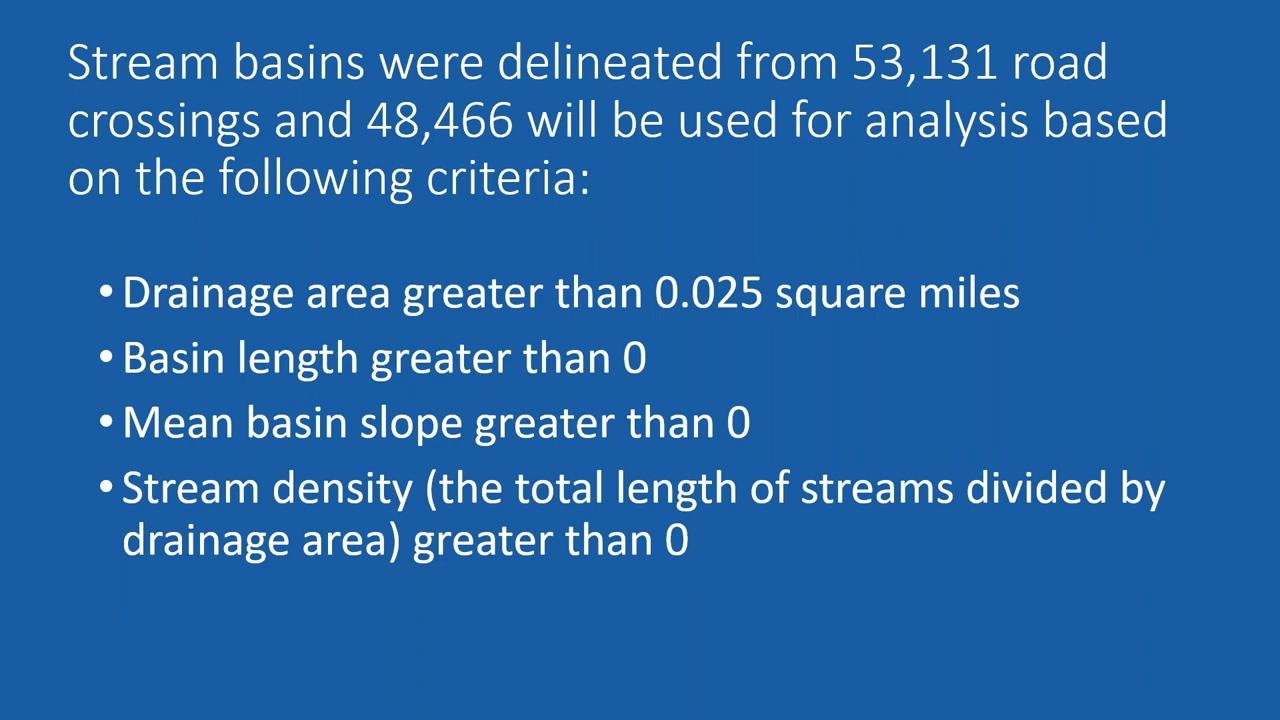 Stream basins were delineated from 53,131 road
crossings and 48,466 will be used for analysis based
on the following criteria:
• Drainage area greater than 0.025 square miles
• Basin length greater than 0
• Mean basin slope greater than 0
• Stream density (the total length of streams divided by
drainage area) greater than 0